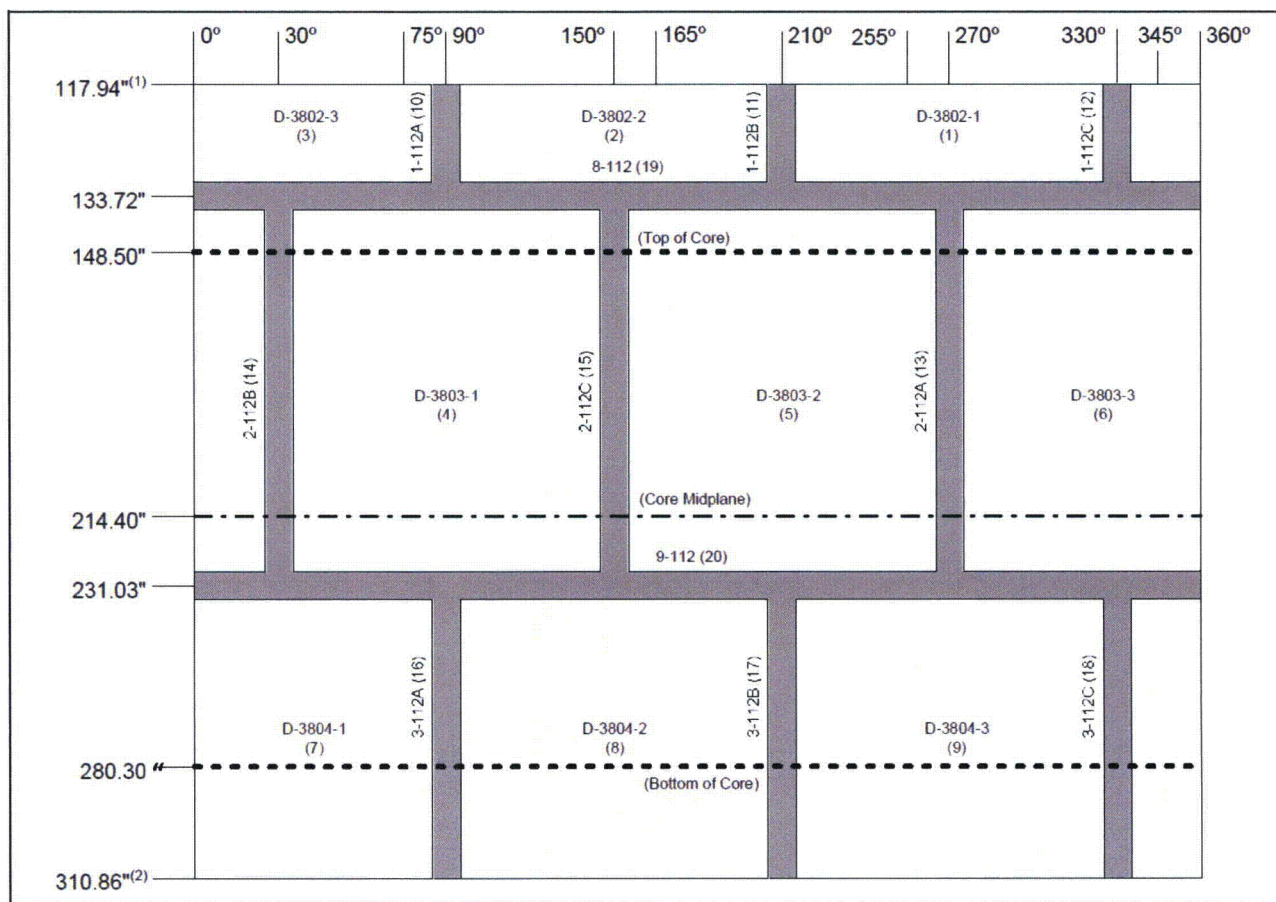 0° 30° 75° 90° 150° 165° 210° 255° 270° 330° 345° 360°
117.94"(1)
D-3802-3
(3)
1-112A (10)
D-3802-2
(2)
1-112B (11)
D-3802-1
(1)
1-112C (12)
8-112 (19)
133.72"
(Top of Core)
148.50"
2-112B (14)
D-3803-1
(4)
2-112C (15)
D-3803-2
(5)
2-112A (13)
D-3803-3
(6)
(Core Midplane)
214.40"
9-112 (20)
231.03"
D-3804-1
(7)
3-112A (16)
D-3804-2
(8)
3-112B (17)
D-3804-3
(9)
3-112C (18)
280.30"
(Bottom of Core)
310.86"(2)